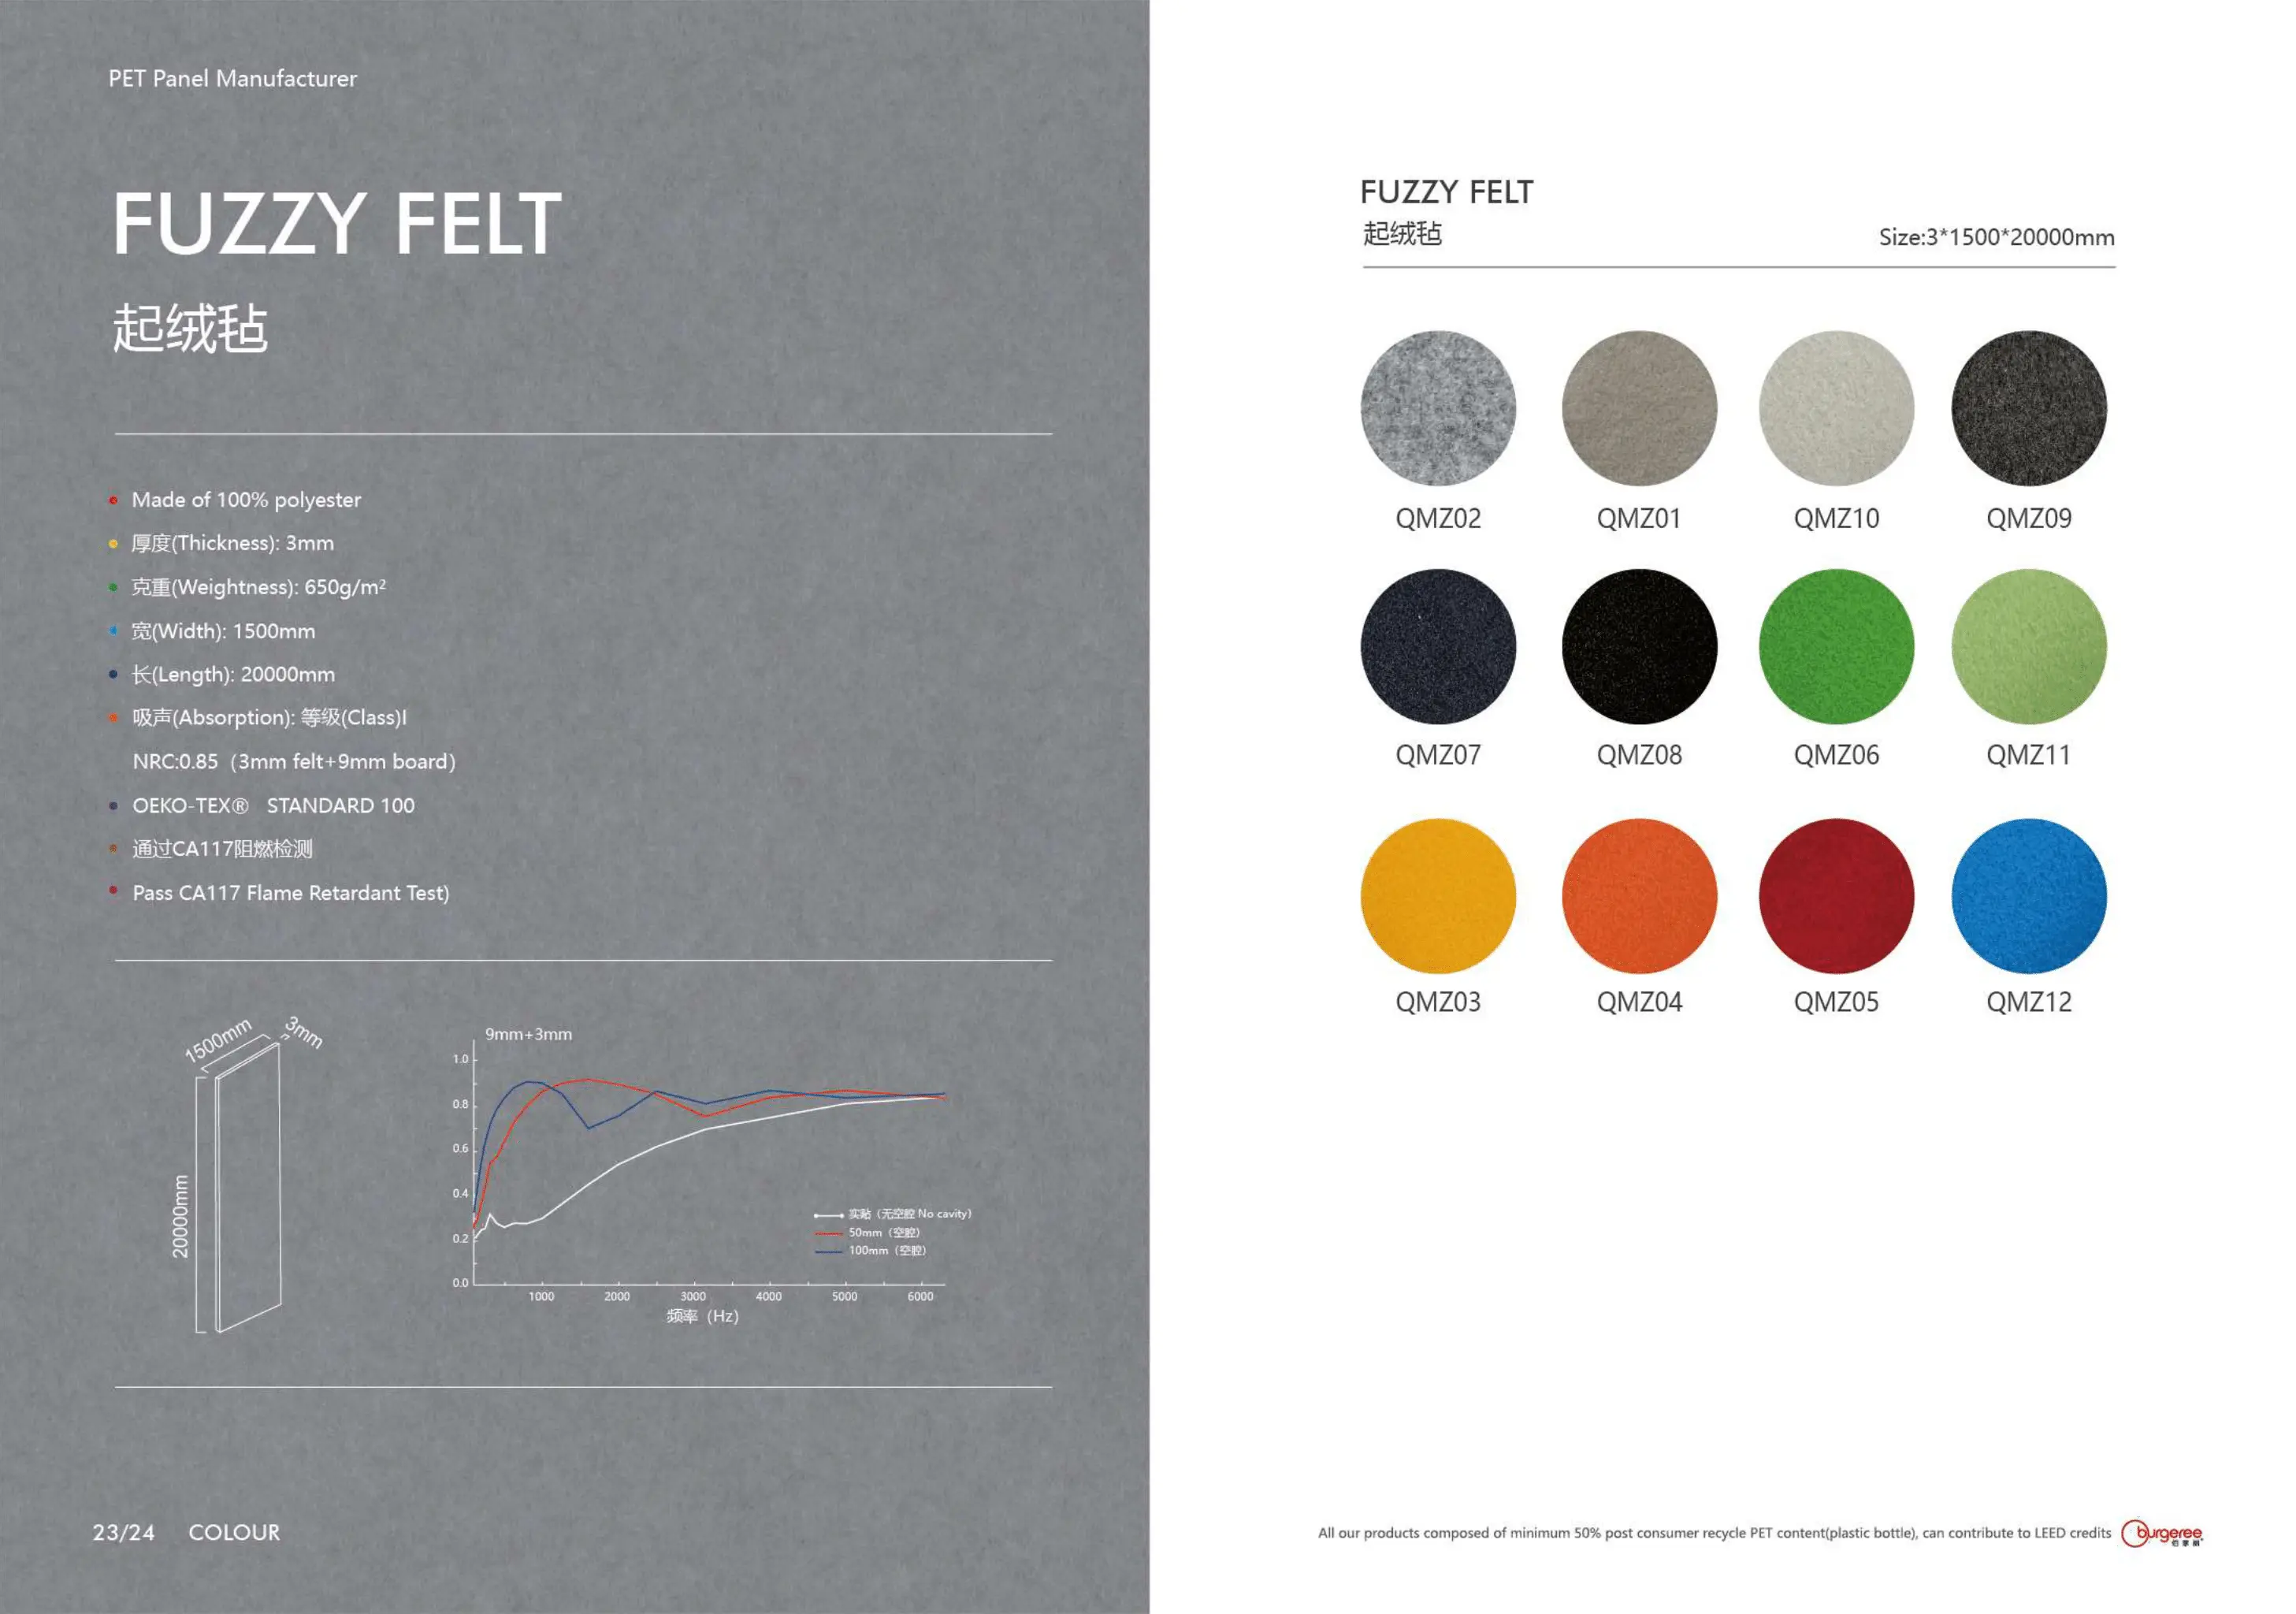 PET Panel Manufacturer
FUZZY FELT
起绒毡
Made of 100% polyester
厚度(Thickness): 3mm
克重(Weightness): 650g/m²
宽(Width): 1500mm
长(Length): 20000mm
吸声(Absorption): 等级(Class)I
NRC:0.85（3mm felt+9mm board）
OEKO-TEX® STANDARD 100
通过CA117阻燃检测
Pass CA117 Flame Retardant Test)
1500mm
3mm
20000mm
9mm+3mm
1.0
0.8
0.6
0.4
0.2
0.0
实贴（无空腔 No cavity）
50mm（空腔）
100mm（空腔）
1000 2000 3000 4000 5000 6000
频率（Hz）
23/24 COLOUR
FUZZY FELT
起绒毡
Size:3*1500*20000mm
QMZ02 QMZ01 QMZ10 QMZ09
QMZ07 QMZ08 QMZ06 QMZ11
QMZ03 QMZ04 QMZ05 QMZ12
All our products composed of minimum 50% post consumer recycle PET content(plastic bottle), can contribute to LEED credits
burgeree